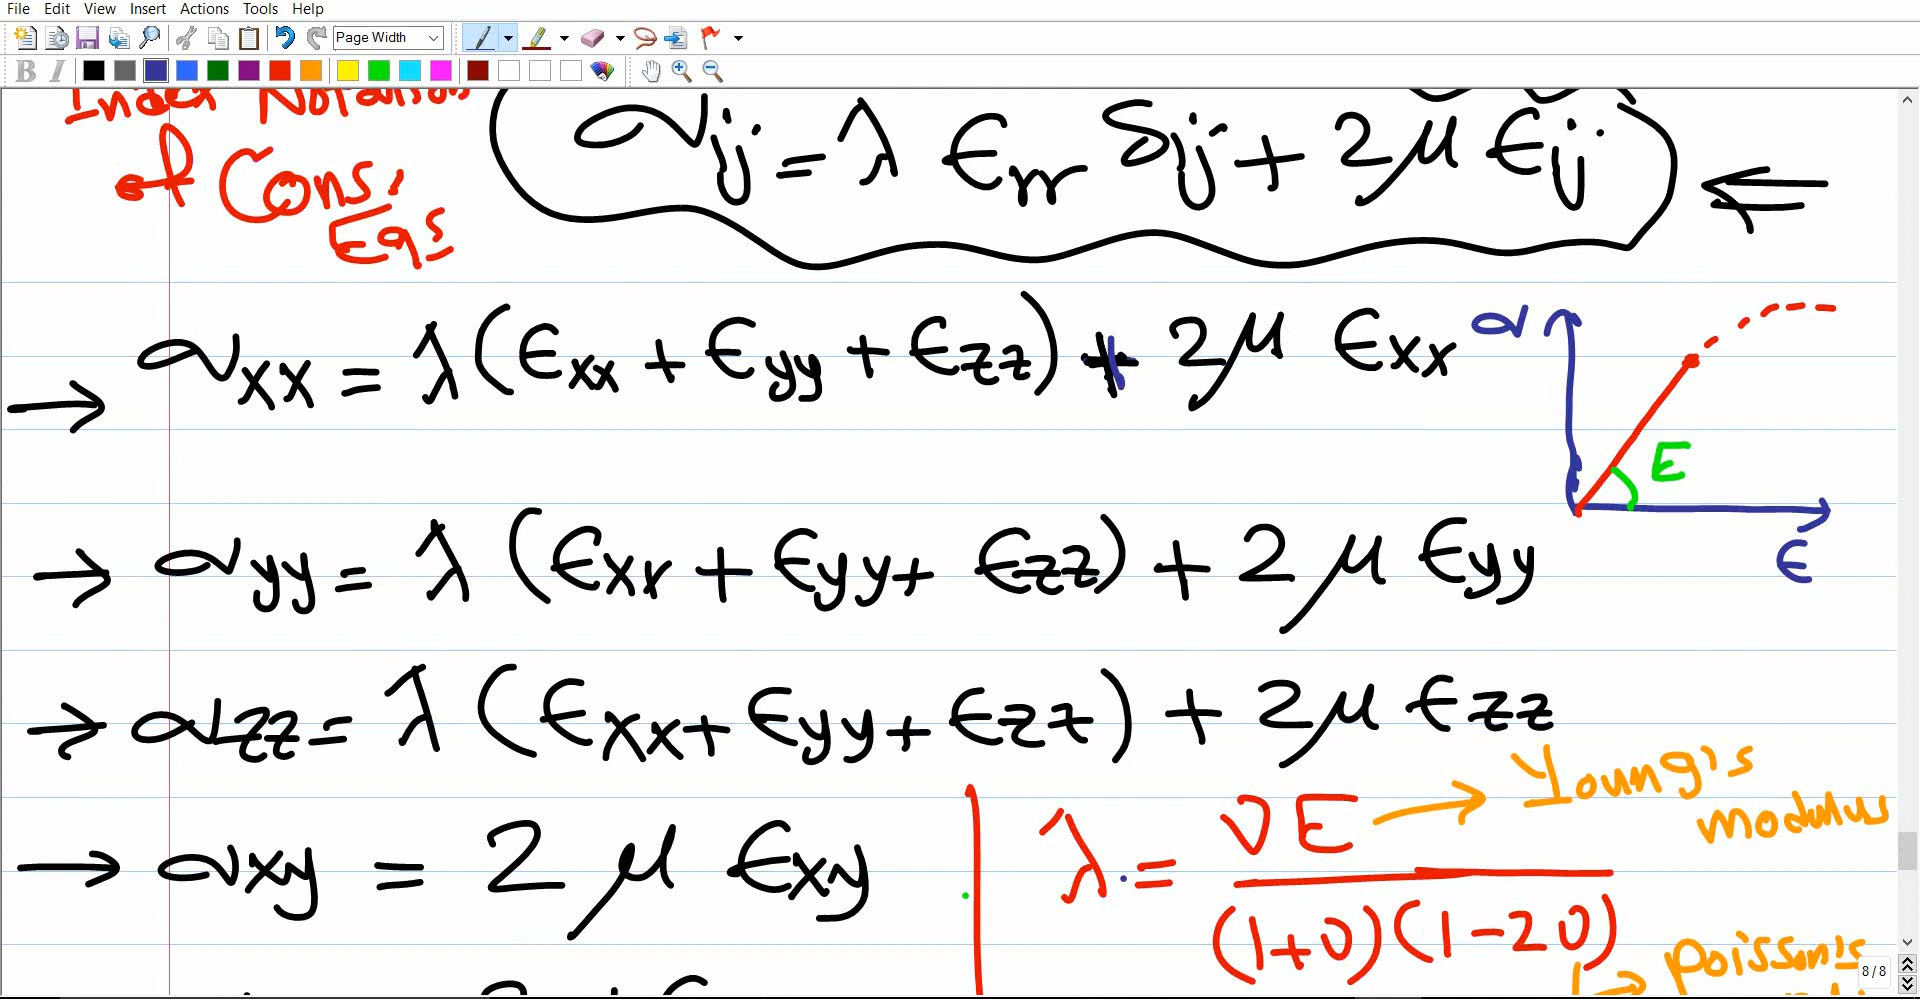 File Edit View Insert Actions Tools Help
Page Width
B I
Index Notation
of Cons.
Eqs
σij = λ ϵrr δij + 2μ ϵij
σxx = λ (ϵxx + ϵyy + ϵzz) + 2μ ϵxx
σ
E
ϵ
σyy = λ (ϵxx + ϵyy + ϵzz) + 2μ ϵyy
σzz = λ (ϵxx + ϵyy + ϵzz) + 2μ ϵzz
σxy = 2μ ϵxy
λ = νE / (1+ν)(1-2ν)
Young's
modulus
Poisson's
8/8